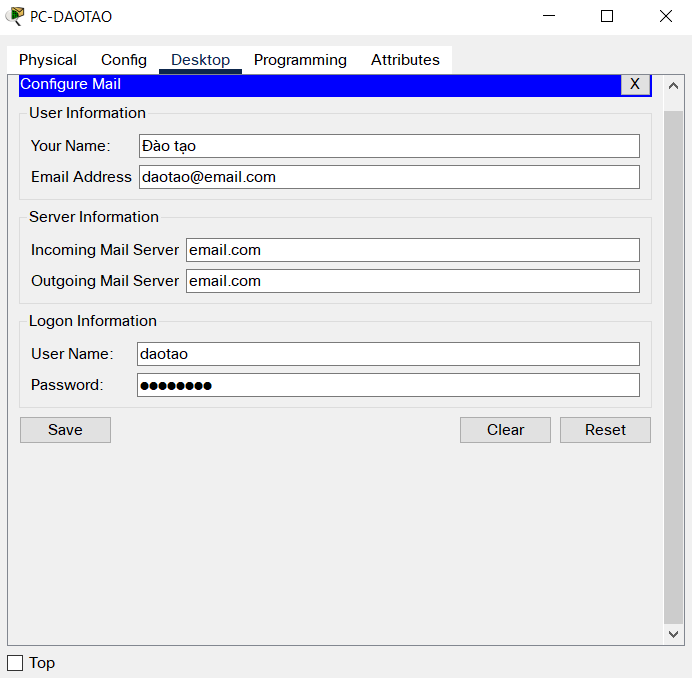 PC-DAOTAO
Physical Config Desktop Programming Attributes
Configure Mail X
User Information
Your Name: Đào tạo
Email Address daotao@email.com
Server Information
Incoming Mail Server email.com
Outgoing Mail Server email.com
Logon Information
User Name: daotao
Password: ●●●●●●●●
Save Clear Reset
Top